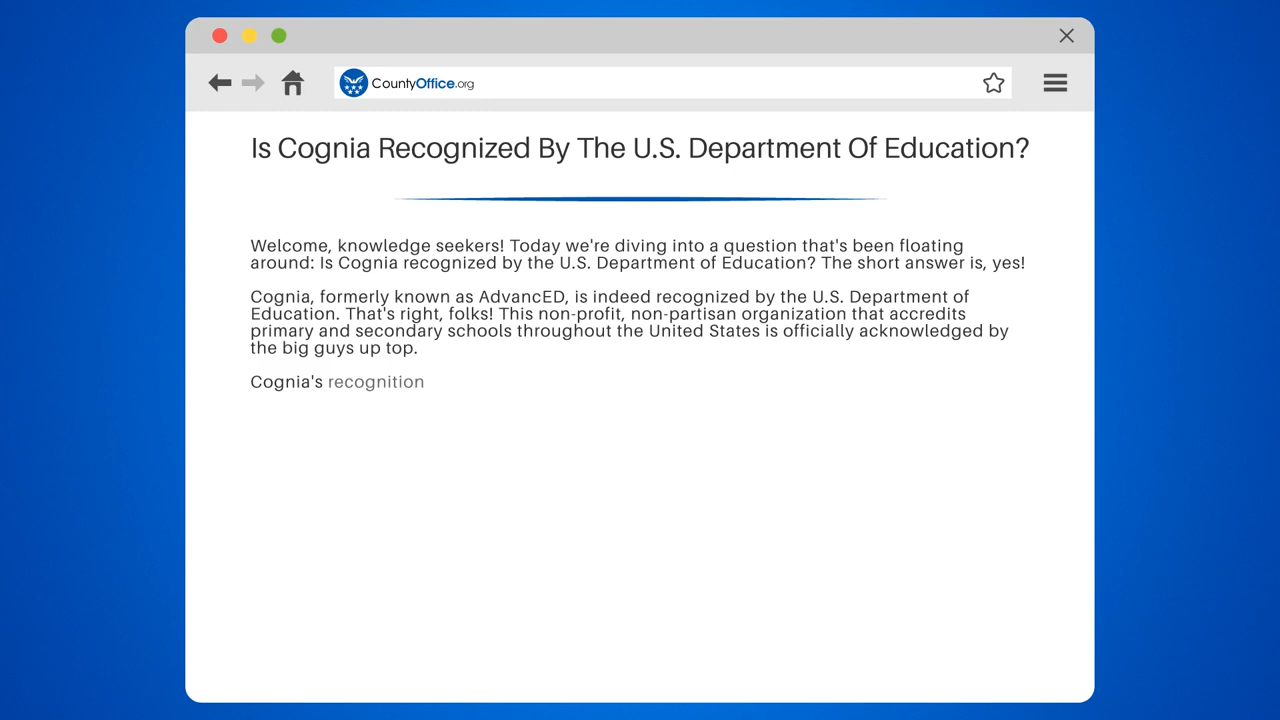 CountyOffice.org
Is Cognia Recognized By The U.S. Department Of Education?
Welcome, knowledge seekers! Today we're diving into a question that's been floating
around: Is Cognia recognized by the U.S. Department of Education? The short answer is, yes!
Cognia, formerly known as AdvancED, is indeed recognized by the U.S. Department of
Education. That's right, folks! This non-profit, non-partisan organization that accredits
primary and secondary schools throughout the United States is officially acknowledged by
the big guys up top.
Cognia's recognition